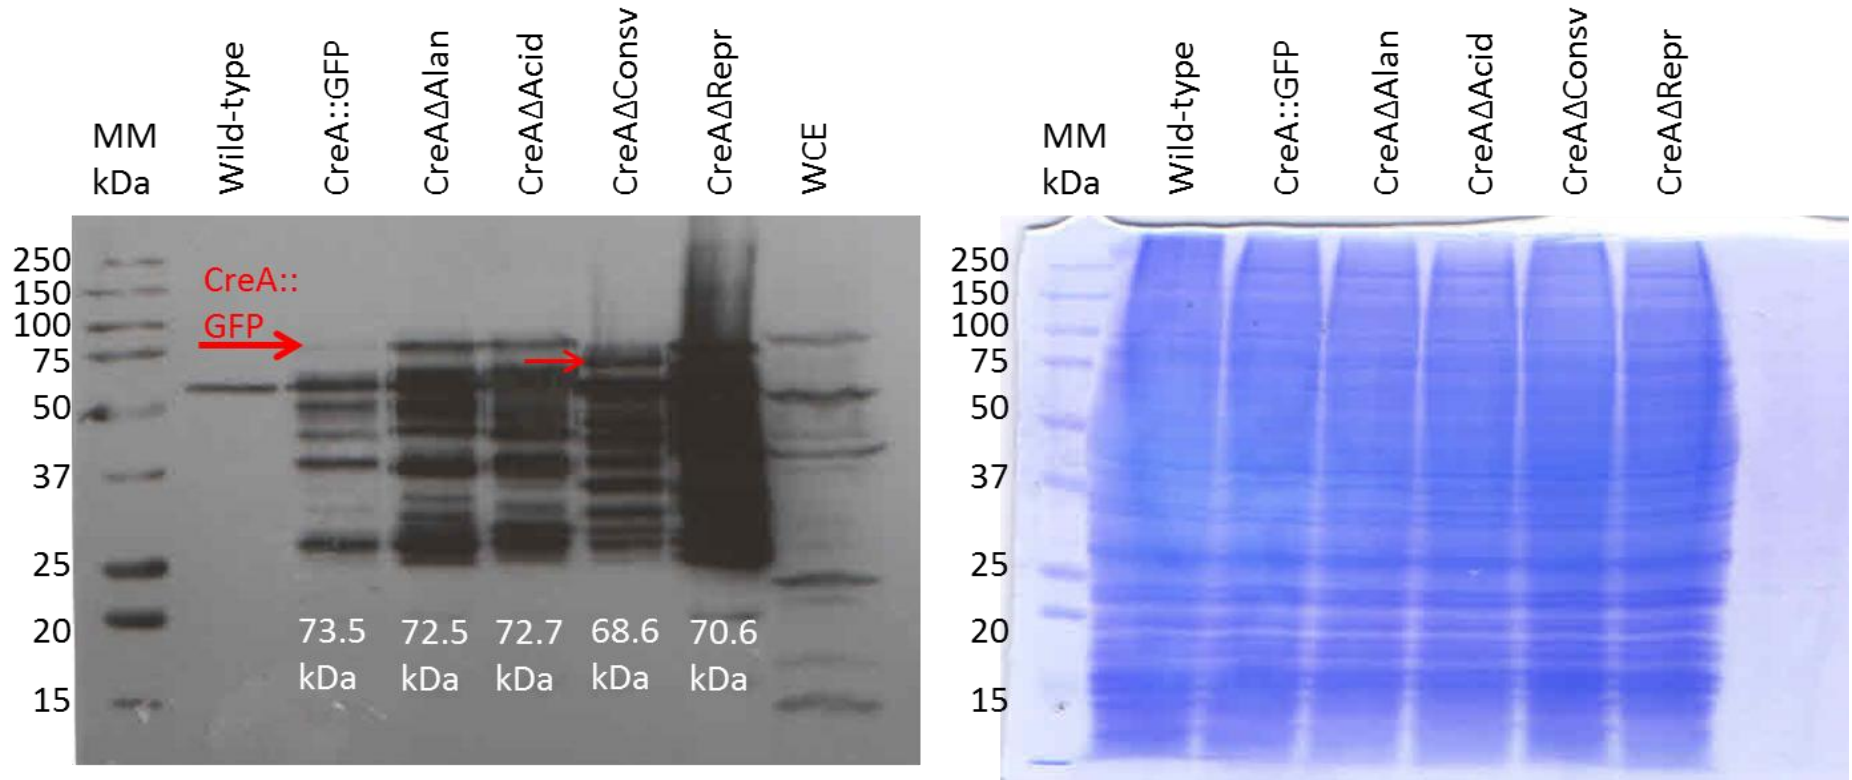 MM
kDa
Wild-type
CreA::GFP
CreAΔAlan
CreAΔAcid
CreAΔConsv
CreAΔRepr
WCE
250
150
100
75
50
37
25
20
15
CreA::
GFP
73.5
kDa
72.5
kDa
72.7
kDa
68.6
kDa
70.6
kDa
MM
kDa
Wild-type
CreA::GFP
CreAΔAlan
CreAΔAcid
CreAΔConsv
CreAΔRepr
250
150
100
75
50
37
25
20
15